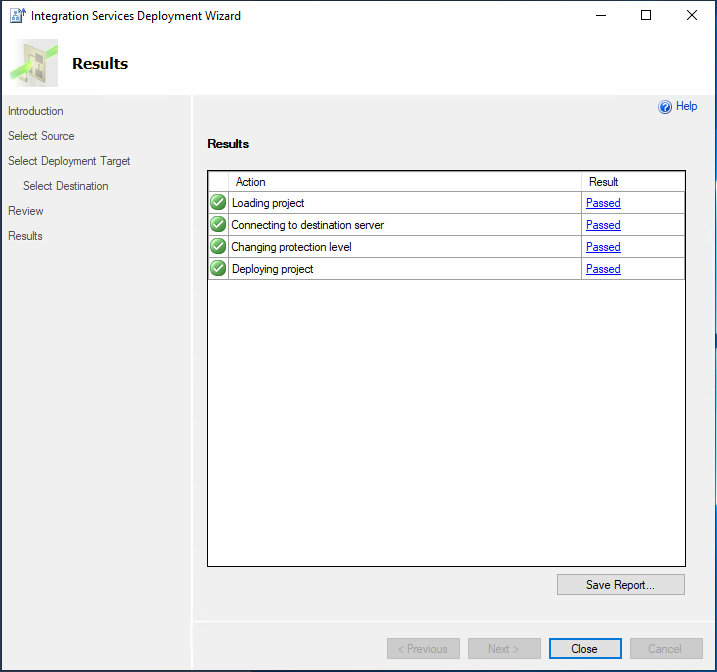 Integration Services Deployment Wizard
Results
Introduction
Select Source
Select Deployment Target
Select Destination
Review
Results
Help
Results
Action Result
Loading project Passed
Connecting to destination server Passed
Changing protection level Passed
Deploying project Passed
Save Report...
< Previous Next > Close Cancel